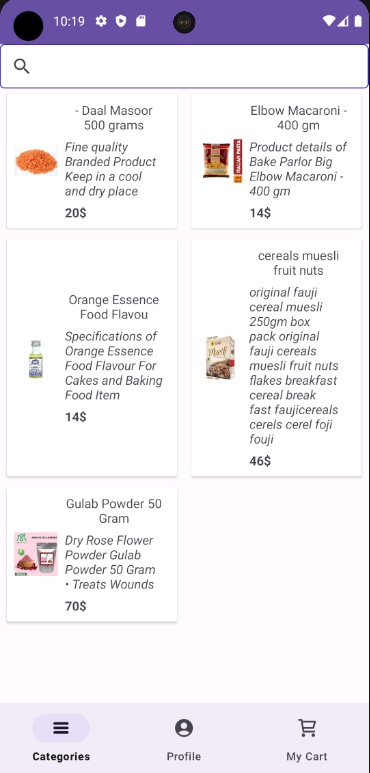 10:19
- Daal Masoor
500 grams
Fine quality
Branded Product
Keep in a cool
and dry place
20$
Elbow Macaroni -
400 gm
Product details of
Bake Parlor Big
Elbow Macaroni -
400 gm
14$
Orange Essence
Food Flavou
Specifications of
Orange Essence
Food Flavour For
Cakes and Baking
Food Item
14$
cereals muesli
fruit nuts
original fauji
cereal muesli
250gm box
pack original
fauji cereals
muesli fruit nuts
flakes breakfast
cereal break
fast faujicereals
cerels cerel foji
fouji
46$
Gulab Powder 50
Gram
Dry Rose Flower
Powder Gulab
Powder 50 Gram
• Treats Wounds
70$
Categories
Profile
My Cart